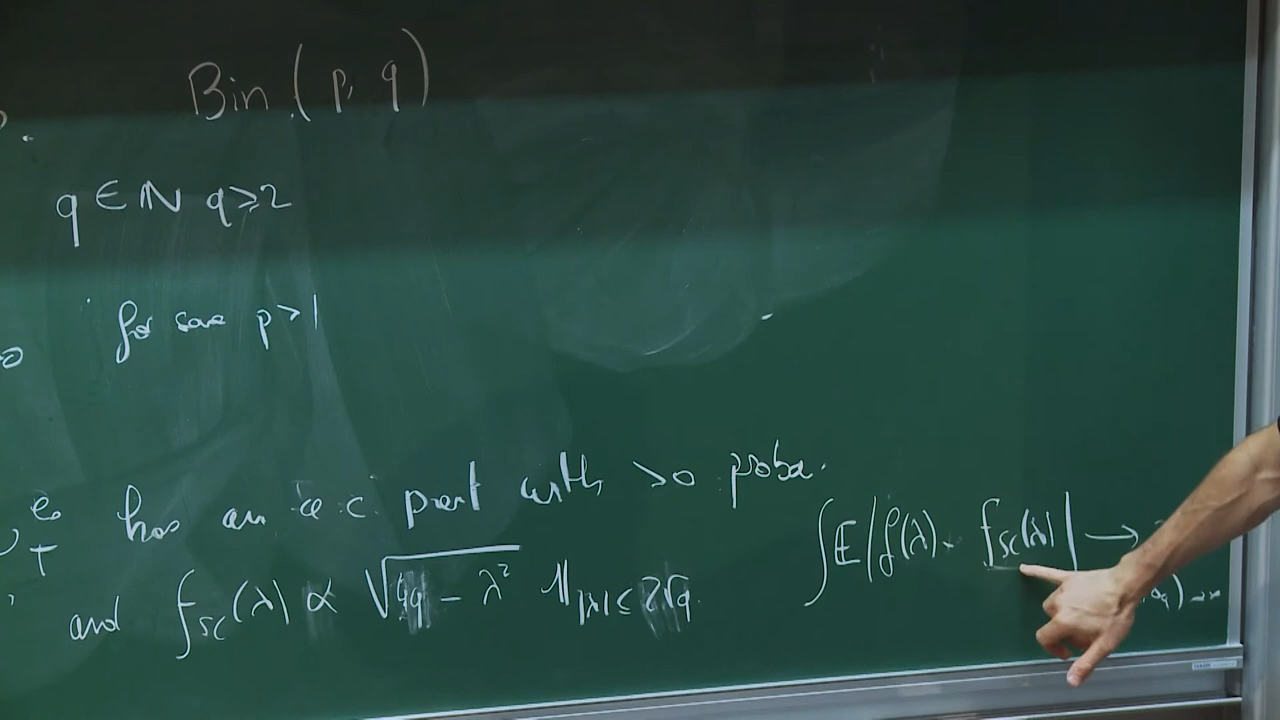 Bin (p, q)
q ∈ ℕ q ≥ 2
for some p > 1
has an a.c. part with >0 proba.
∫ 𝔼 |f(λ) - f_sc(λ)| →
and f_sc(λ) ∝ √(4q - λ²) 𝟙_{|λ| ≤ 2√q}.